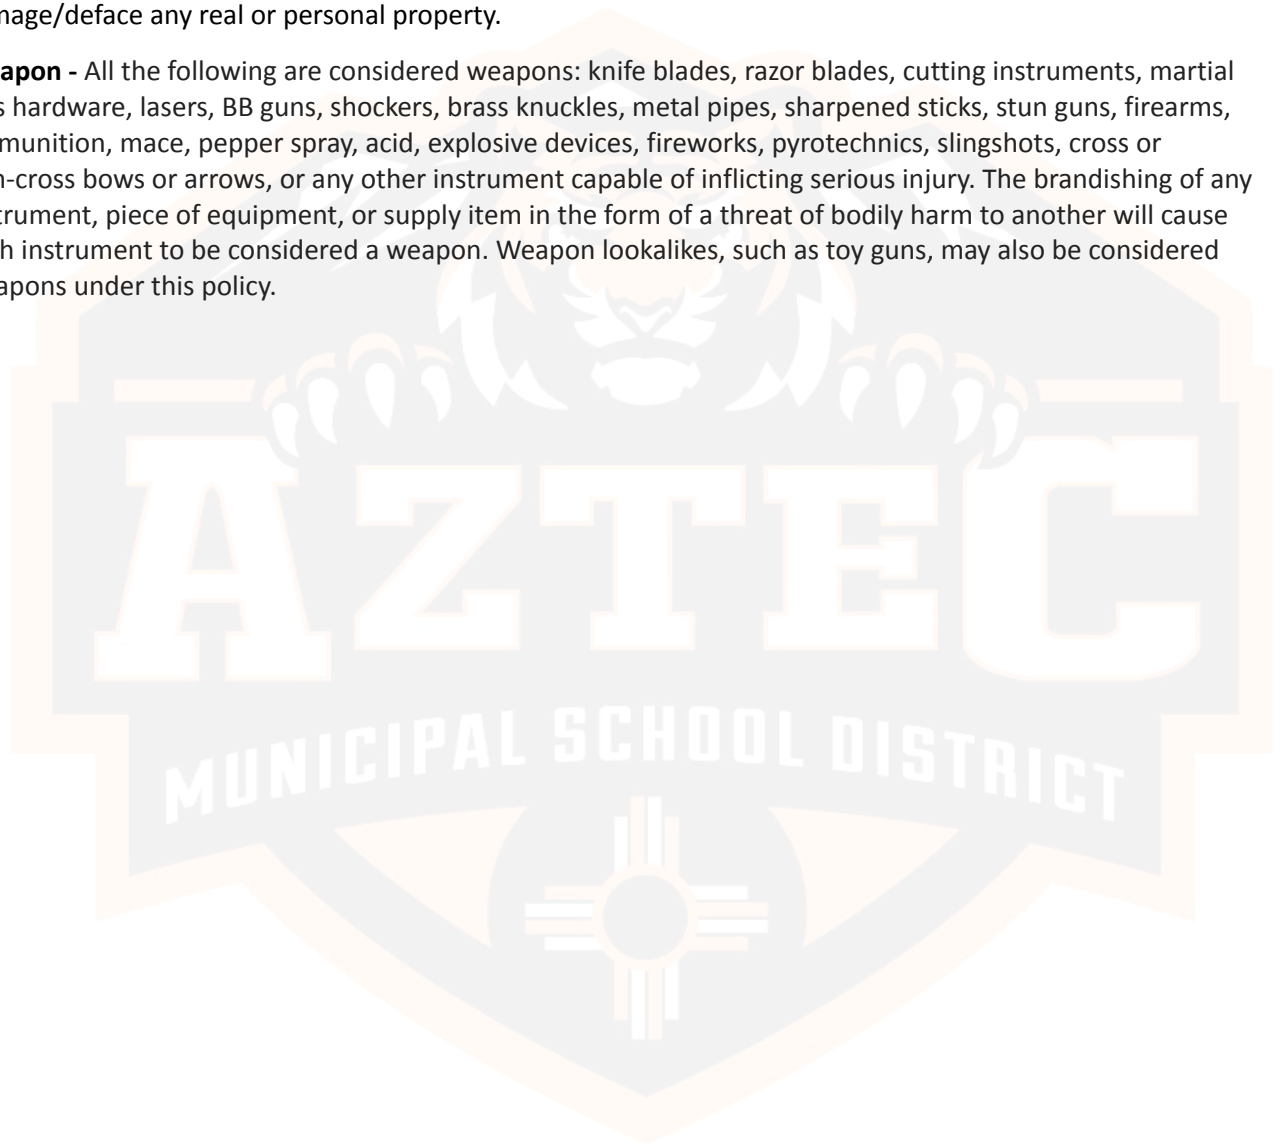 mage/deface any real or personal property.
apon - All the following are considered weapons: knife blades, razor blades, cutting instruments, martial
s hardware, lasers, BB guns, shockers, brass knuckles, metal pipes, sharpened sticks, stun guns, firearms,
munition, mace, pepper spray, acid, explosive devices, fireworks, pyrotechnics, slingshots, cross or
n-cross bows or arrows, or any other instrument capable of inflicting serious injury. The brandishing of any
trument, piece of equipment, or supply item in the form of a threat of bodily harm to another will cause
h instrument to be considered a weapon. Weapon lookalikes, such as toy guns, may also be considered
apons under this policy.
AZTEC
MUNICIPAL SCHOOL DISTRICT